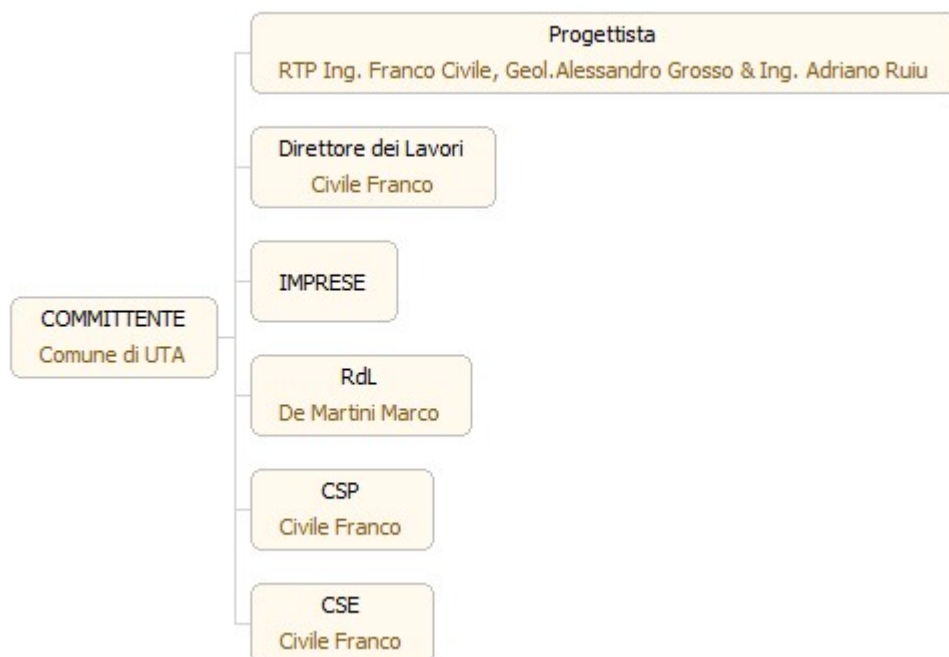 Progettista
RTP Ing. Franco Civile, Geol.Alessandro Grosso & Ing. Adriano Ruiu
Direttore dei Lavori
Civile Franco
IMPRESE
COMMITTENTE
Comune di UTA
RdL
De Martini Marco
CSP
Civile Franco
CSE
Civile Franco